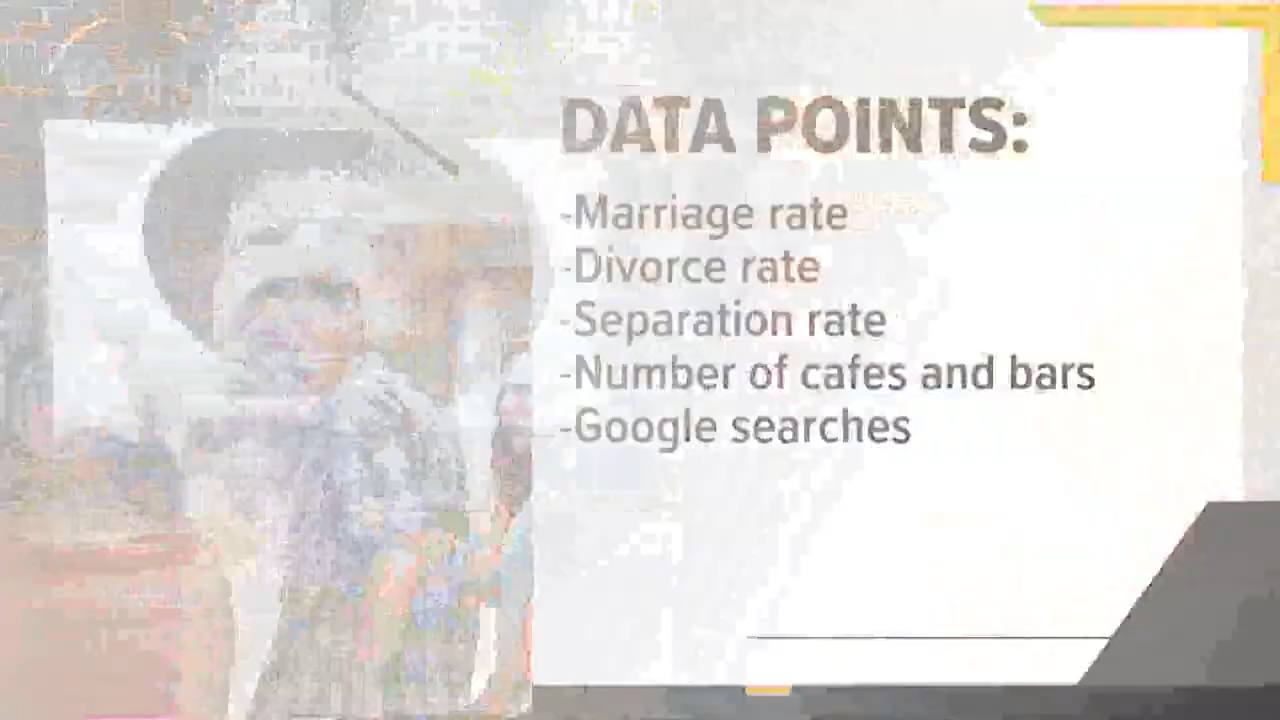 DATA POINTS:
-Marriage rate
-Divorce rate
-Separation rate
-Number of cafes and bars
-Google searches